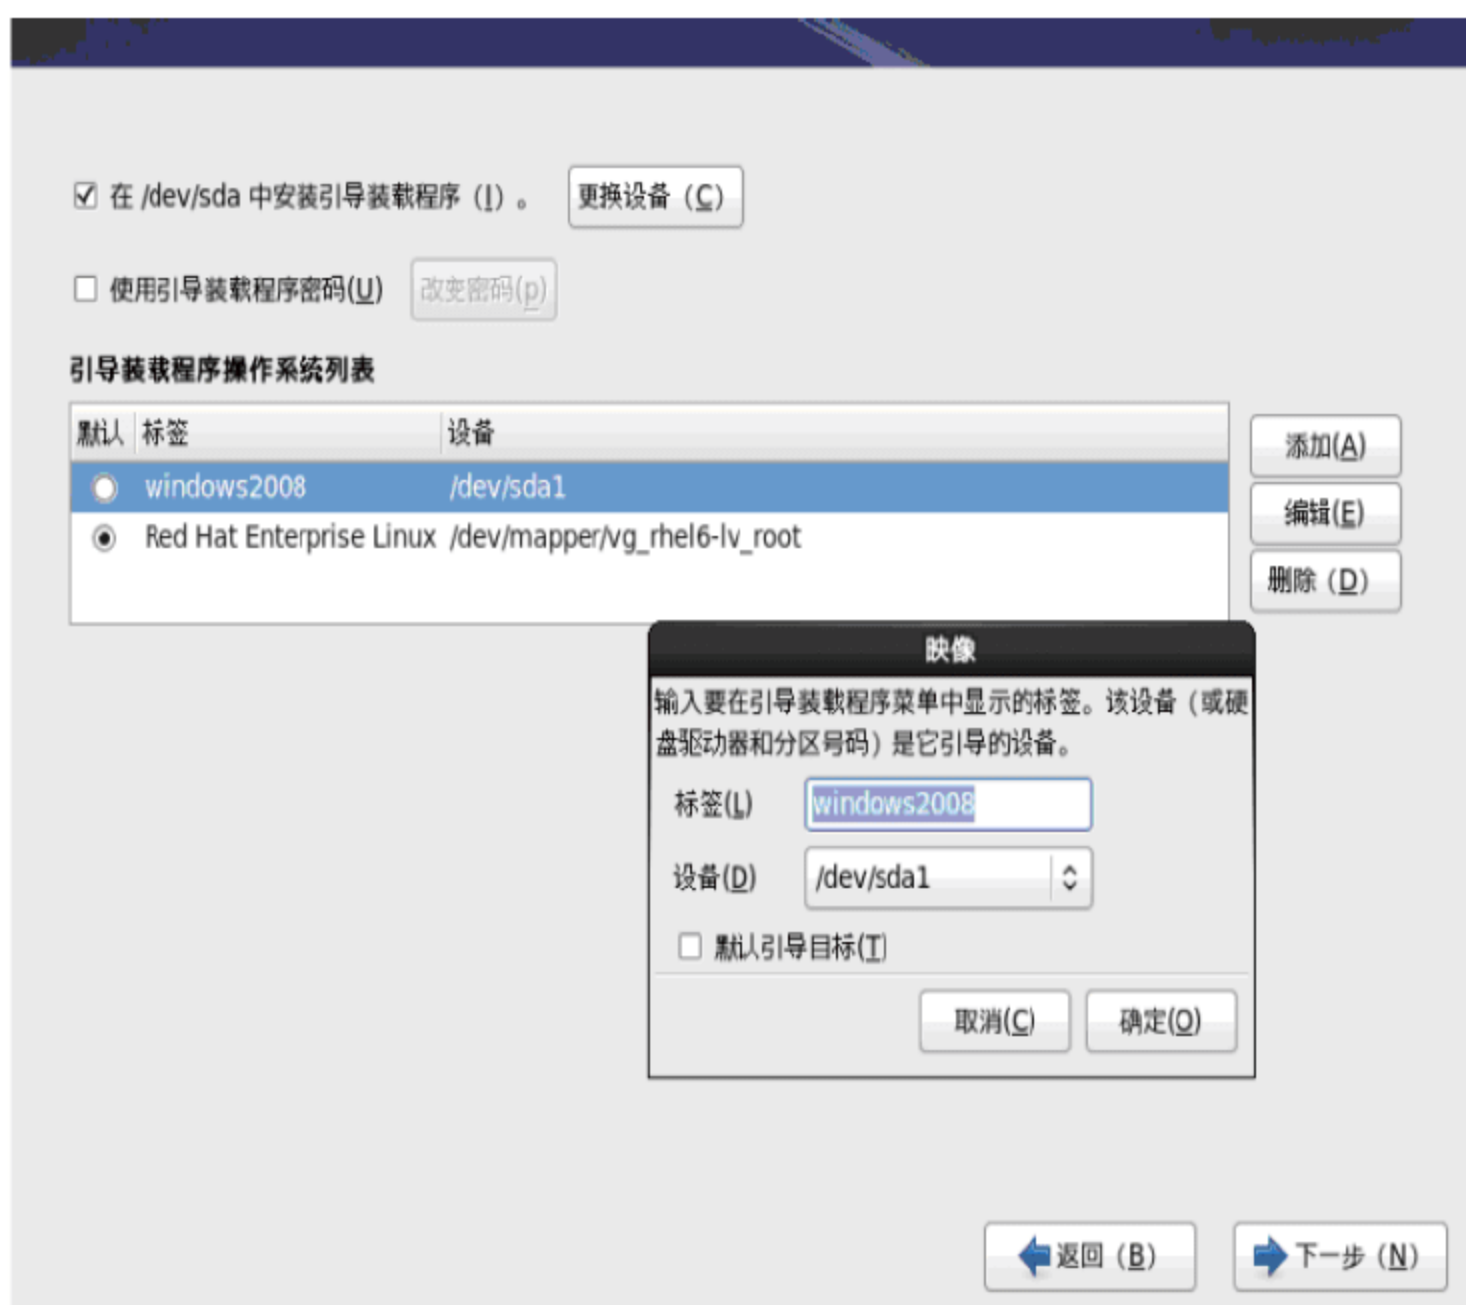 在 /dev/sda 中安装引导装载程序（I）。 更换设备（C）
使用引导装载程序密码(U) 改变密码(p)
引导装载程序操作系统列表
默认 标签 设备
windows2008 /dev/sda1
Red Hat Enterprise Linux /dev/mapper/vg_rhel6-lv_root
添加(A)
编辑(E)
删除（D）
映像
输入要在引导装载程序菜单中显示的标签。该设备（或硬
盘驱动器和分区号码）是它引导的设备。
标签(L) windows2008
设备(D) /dev/sda1
默认引导目标(T)
取消(C) 确定(O)
返回（B） 下一步（N）